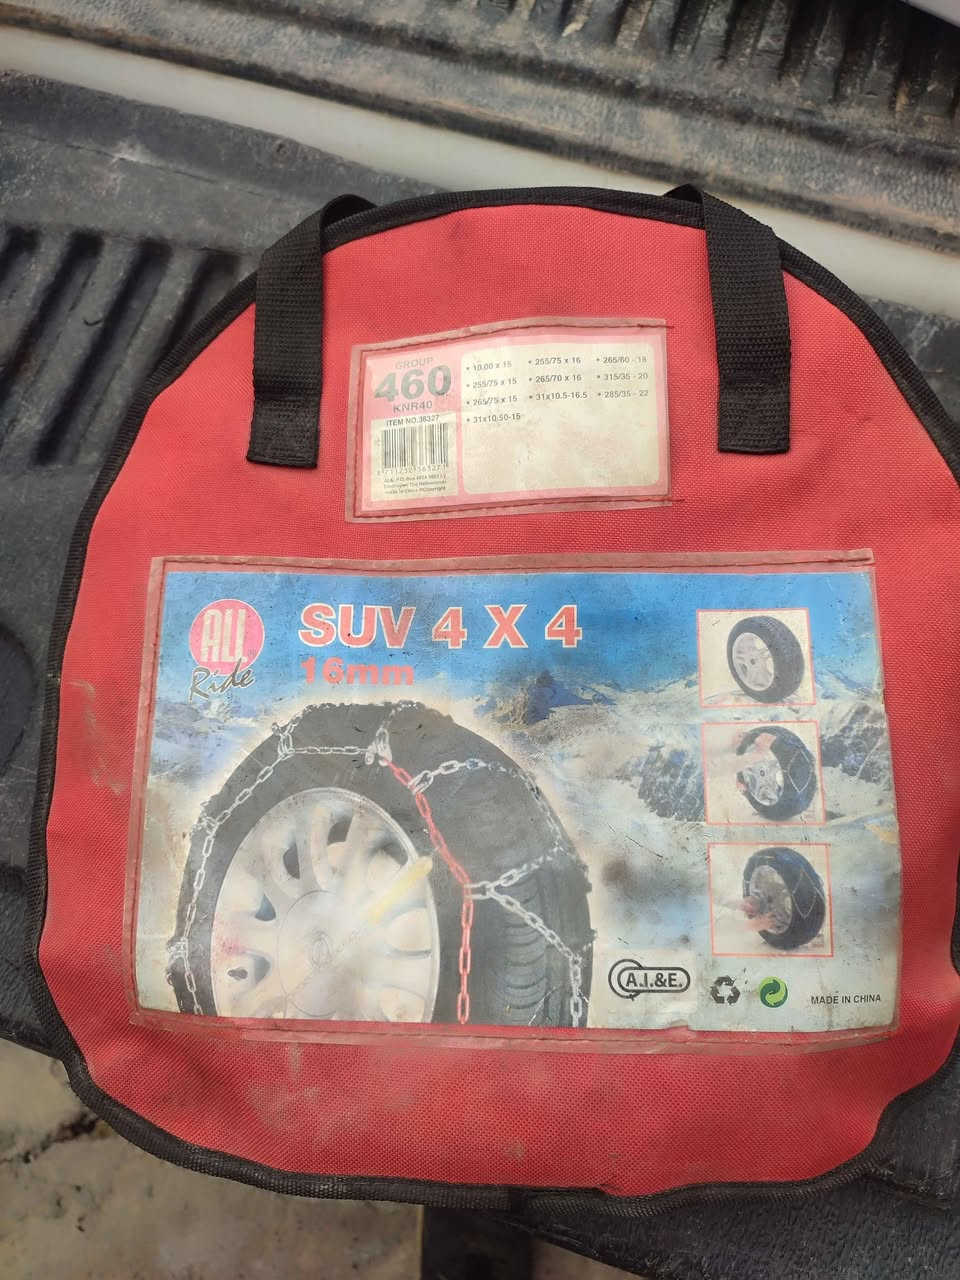 GROUP
460
KNR40
ITEM NO.36327
• 10.00 x 15
• 255/75 x 15
• 265/75 x 15
• 31x10.50-15
• 255/75 x 16
• 265/70 x 16
• 31x10.5-16.5
• 265/60 - 18
• 315/35 - 20
• 285/35 - 22
ALL
Ride
SUV 4 X 4
16mm
A.I.&E.
MADE IN CHINA